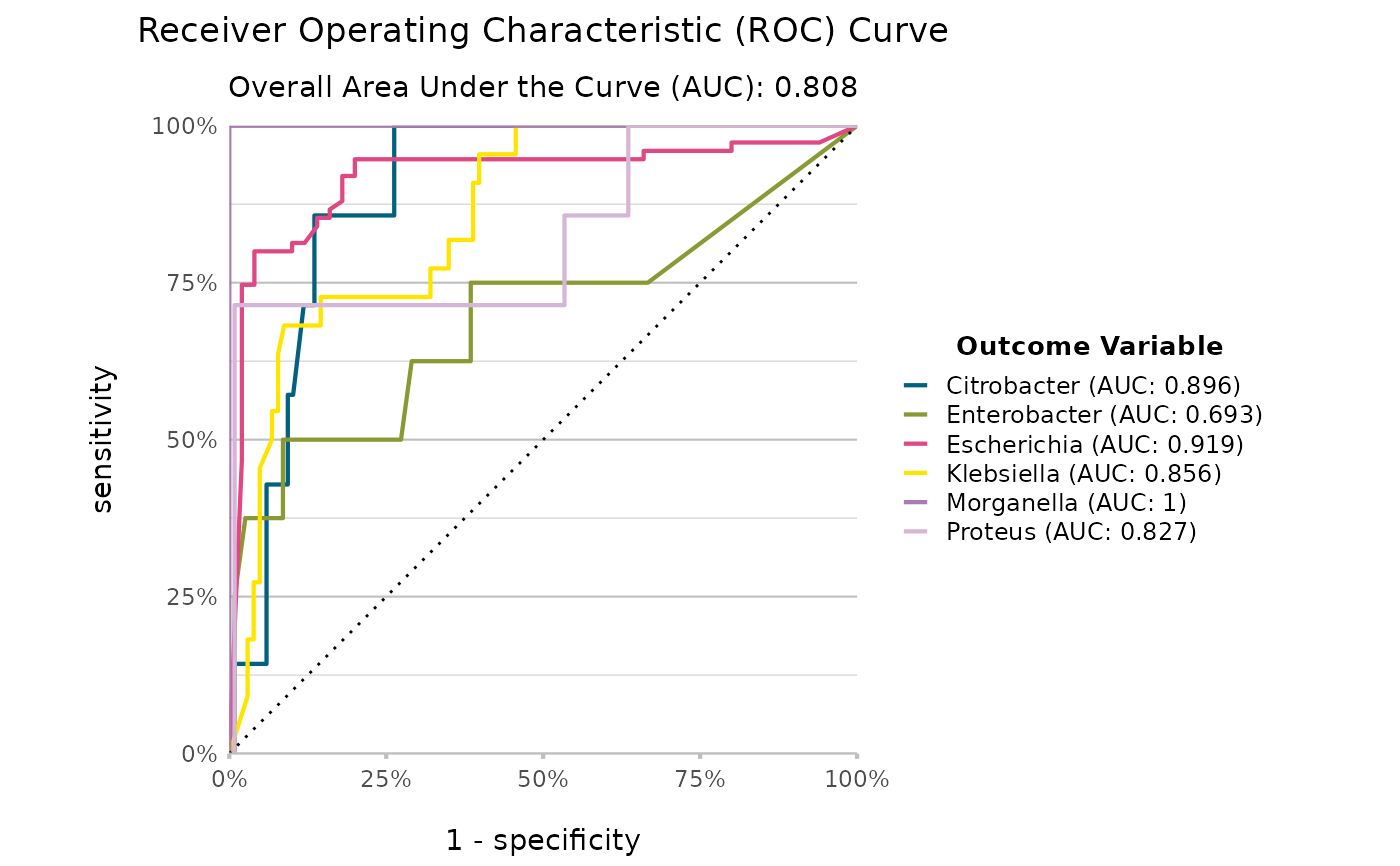 Receiver Operating Characteristic (ROC) Curve
Overall Area Under the Curve (AUC): 0.808
100%
75%
50%
25%
0%
sensitivity
0% 25% 50% 75% 100%
1 - specificity
Outcome Variable
Citrobacter (AUC: 0.896)
Enterobacter (AUC: 0.693)
Escherichia (AUC: 0.919)
Klebsiella (AUC: 0.856)
Morganella (AUC: 1)
Proteus (AUC: 0.827)